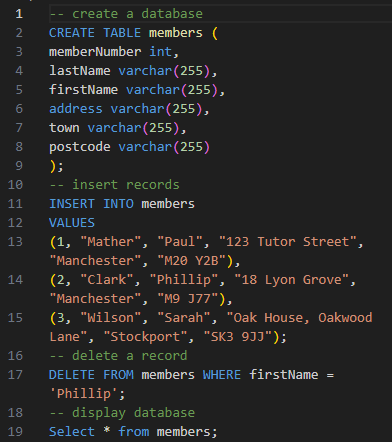 1 -- create a database
2 CREATE TABLE members (
3 memberNumber int,
4 lastName varchar(255),
5 firstName varchar(255),
6 address varchar(255),
7 town varchar(255),
8 postcode varchar(255)
9 );
10 -- insert records
11 INSERT INTO members
12 VALUES
13 (1, "Mather", "Paul", "123 Tutor Street",
"Manchester", "M20 Y2B"),
14 (2, "Clark", "Phillip", "18 Lyon Grove",
"Manchester", "M9 J77"),
15 (3, "Wilson", "Sarah", "Oak House, Oakwood
Lane", "Stockport", "SK3 9JJ");
16 -- delete a record
17 DELETE FROM members WHERE firstName =
'Phillip';
18 -- display database
19 Select * from members;